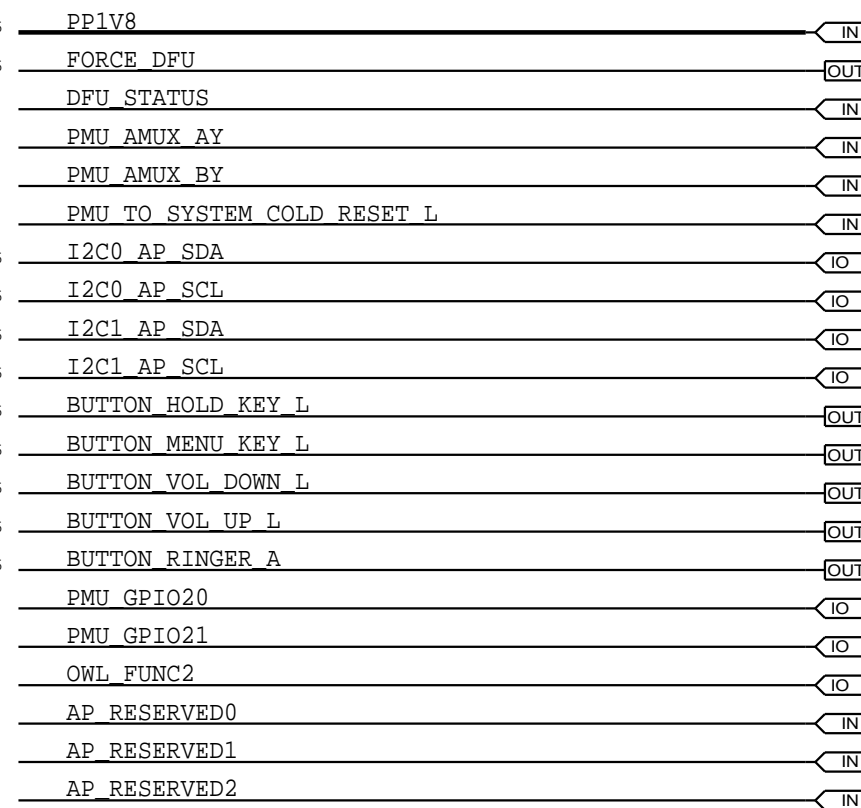 PP1V8 IN
FORCE_DFU OUT
DFU_STATUS IN
PMU_AMUX_AY IN
PMU_AMUX_BY IN
PMU_TO_SYSTEM_COLD_RESET_L IN
I2C0_AP_SDA IO
I2C0_AP_SCL IO
I2C1_AP_SDA IO
I2C1_AP_SCL IO
BUTTON_HOLD_KEY_L OUT
BUTTON_MENU_KEY_L OUT
BUTTON_VOL_DOWN_L OUT
BUTTON_VOL_UP_L OUT
BUTTON_RINGER_A OUT
PMU_GPIO20 IO
PMU_GPIO21 IO
OWL_FUNC2 IO
AP_RESERVED0 IN
AP_RESERVED1 IN
AP_RESERVED2 IN